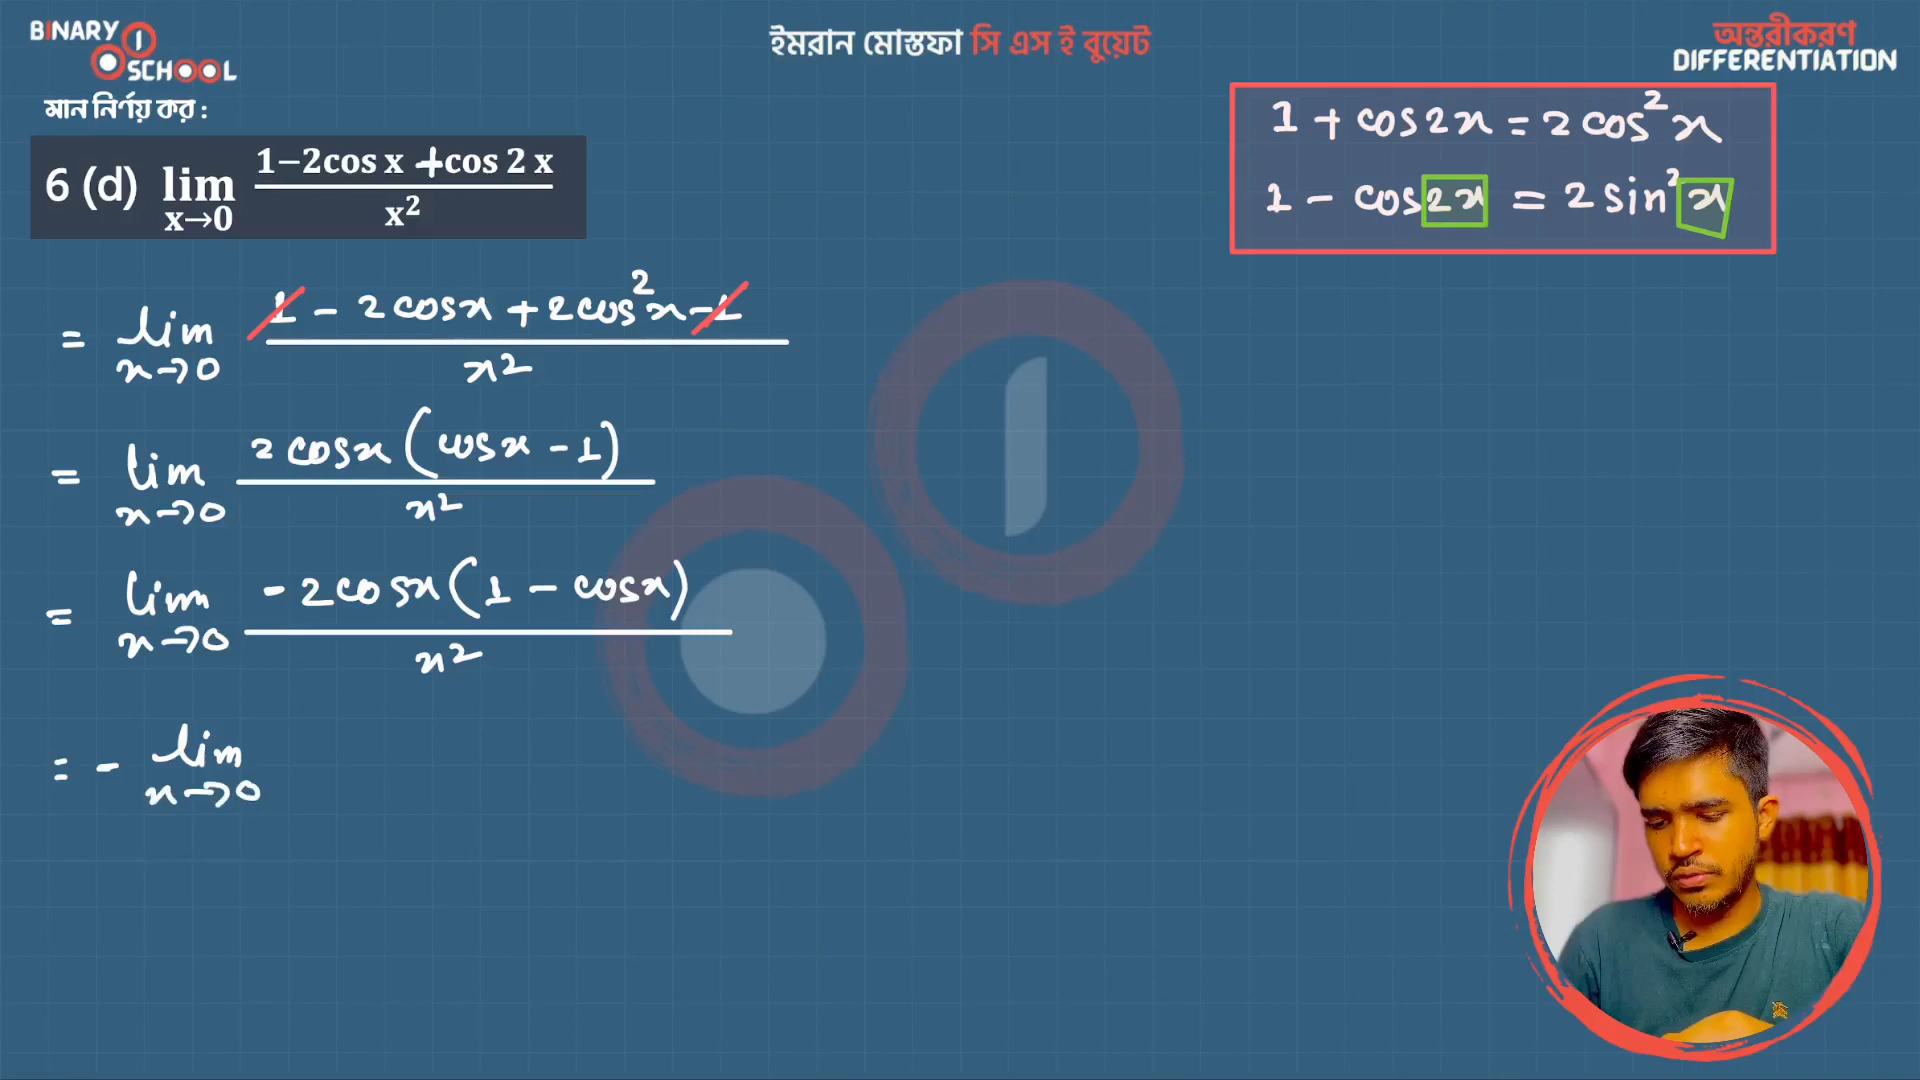 BINARY SCHOOL
ইমরান মোস্তফা সি এস ই বুয়েট
অন্তরীকরণ
DIFFERENTIATION
মান নির্ণয় কর :
6 (d) lim x→0 (1−2cos x +cos 2 x)/x²
1 + cos2x = 2cos²x
1 - cos2x = 2sin²x
= lim x→0 (1 - 2cosx + 2cos²x - 1)/x²
= lim x→0 2cosx(cosx - 1)/x²
= lim x→0 -2cosx(1 - cosx)/x²
= - lim x→0